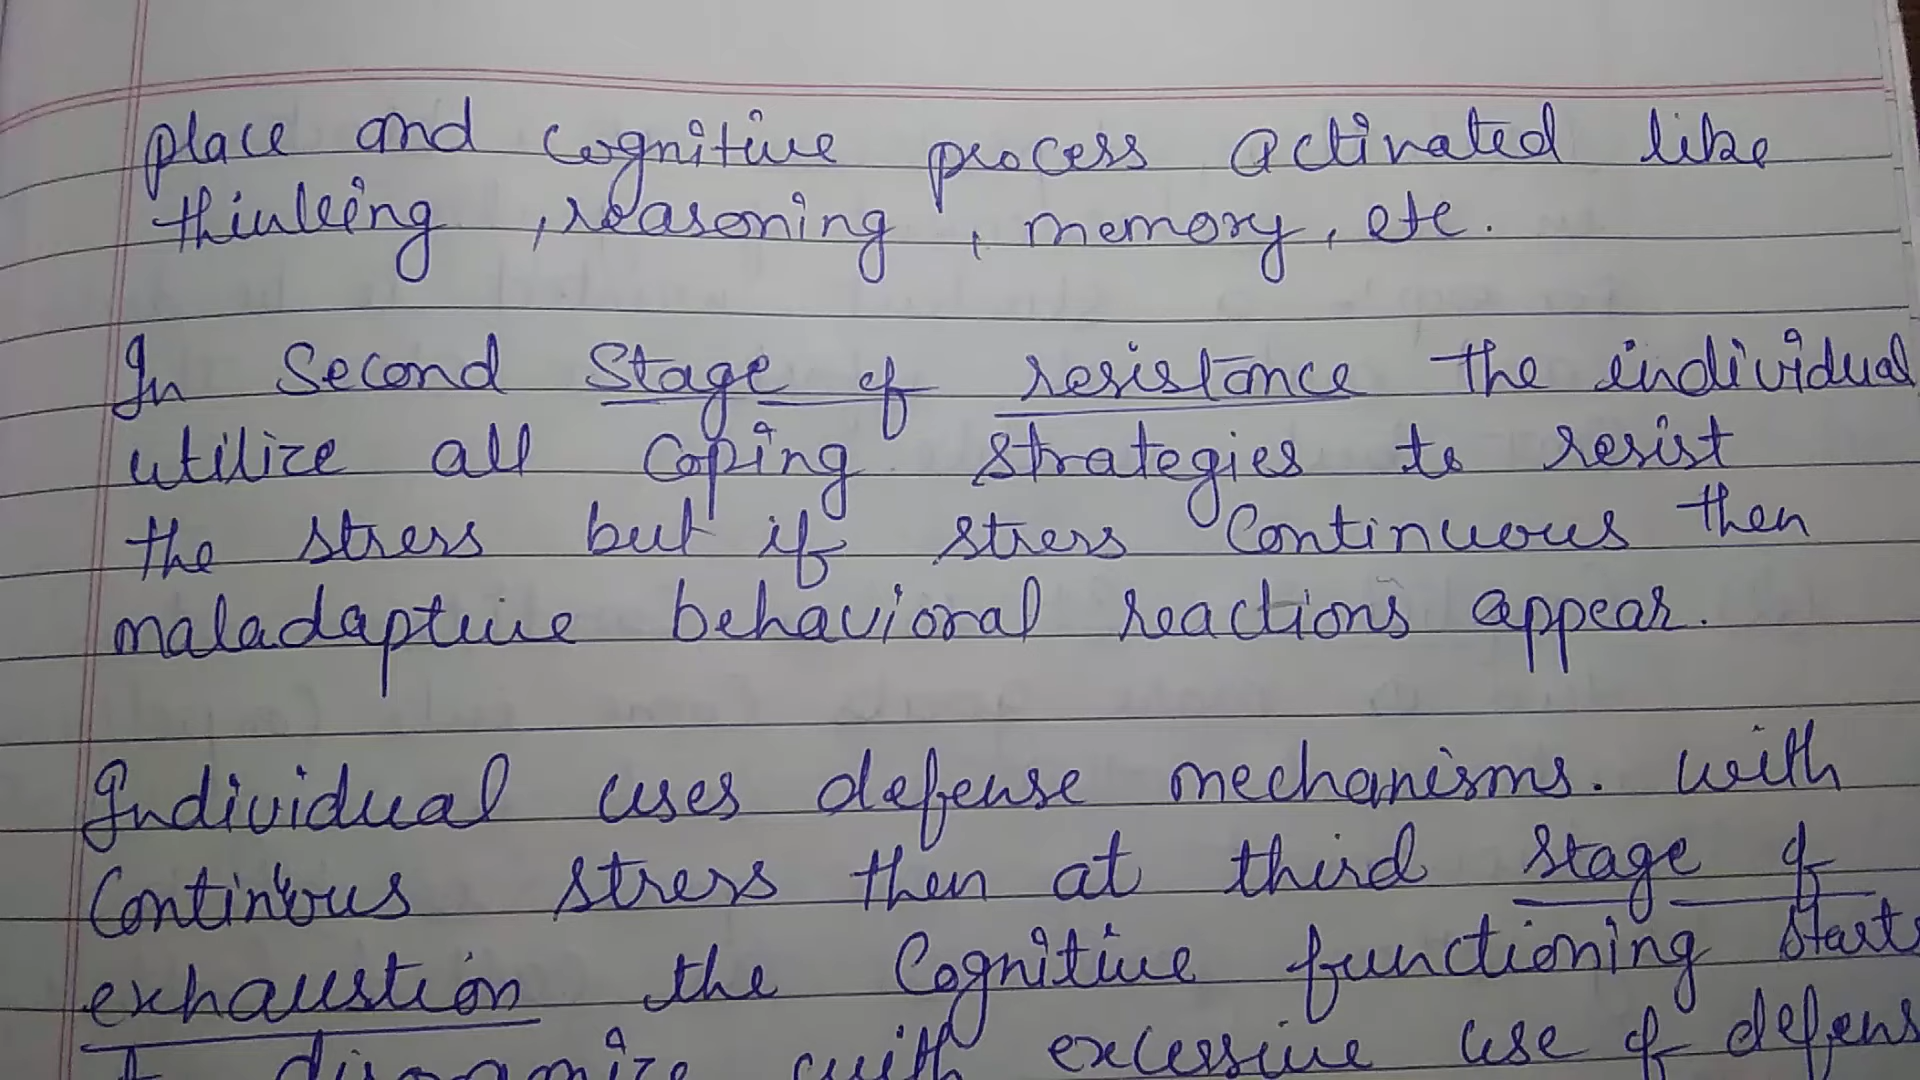 place and cognitive process activated like
thinking, reasoning, memory, etc.
In Second Stage of resistance the individual
utilize all coping strategies to resist
the stress but if stress Continuous then
maladaptive behavioral reactions appear.
Individual uses defense mechanisms. with
Continous stress then at third stage of
exhaustion the Cognitive functioning starts
with excessive use of defens